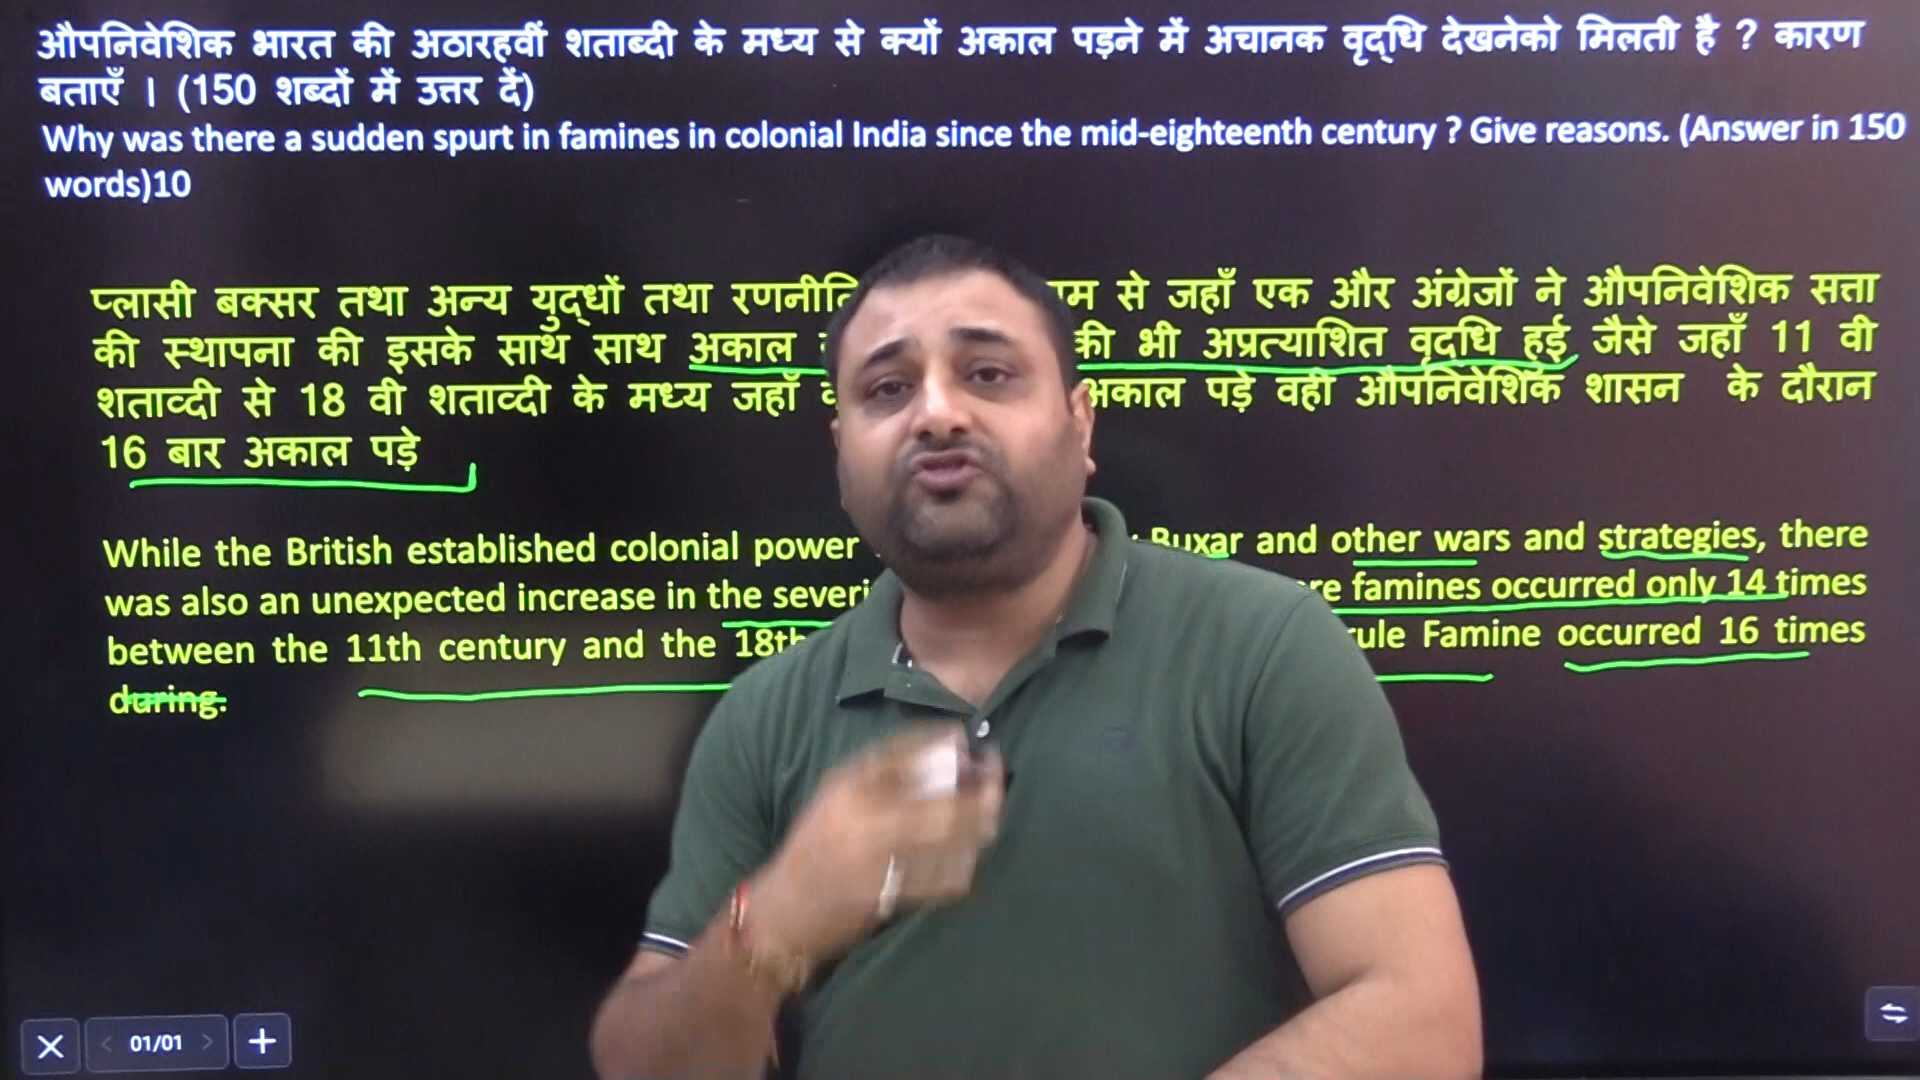 औपनिवेशिक भारत की अठारहवीं शताब्दी के मध्य से क्यों अकाल पड़ने में अचानक वृद्धि देखनेको मिलती है ? कारण
बताएँ । (150 शब्दों में उत्तर दें)
Why was there a sudden spurt in famines in colonial India since the mid-eighteenth century ? Give reasons. (Answer in 150
words)10
प्लासी बक्सर तथा अन्य युद्धों तथा से जहाँ एक और अंग्रेजों ने औपनिवेशिक सत्ता
की स्थापना की इसके साथ साथ अकाल की भी अप्रत्याशित वृद्धि हुई जैसे जहाँ 11 वी
शताव्दी से 18 वी शताव्दी के मध्य जहाँ अकाल पड़े वही औपनिवेशिक शासन के दौरान
16 बार अकाल पड़े
While the British established colonial power Buxar and other wars and strategies, there
was also an unexpected increase in the famines occurred only 14 times
between the 11th century and the 18th rule Famine occurred 16 times
during.
01/01